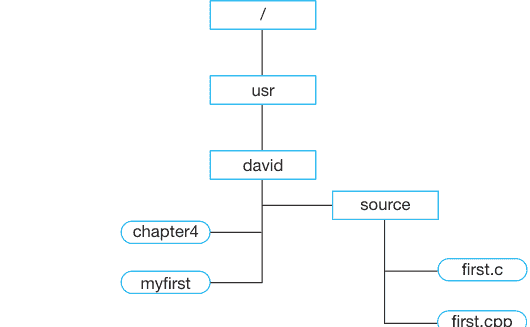 /
usr
david
source
chapter4
first.c
myfirst
first.cpp